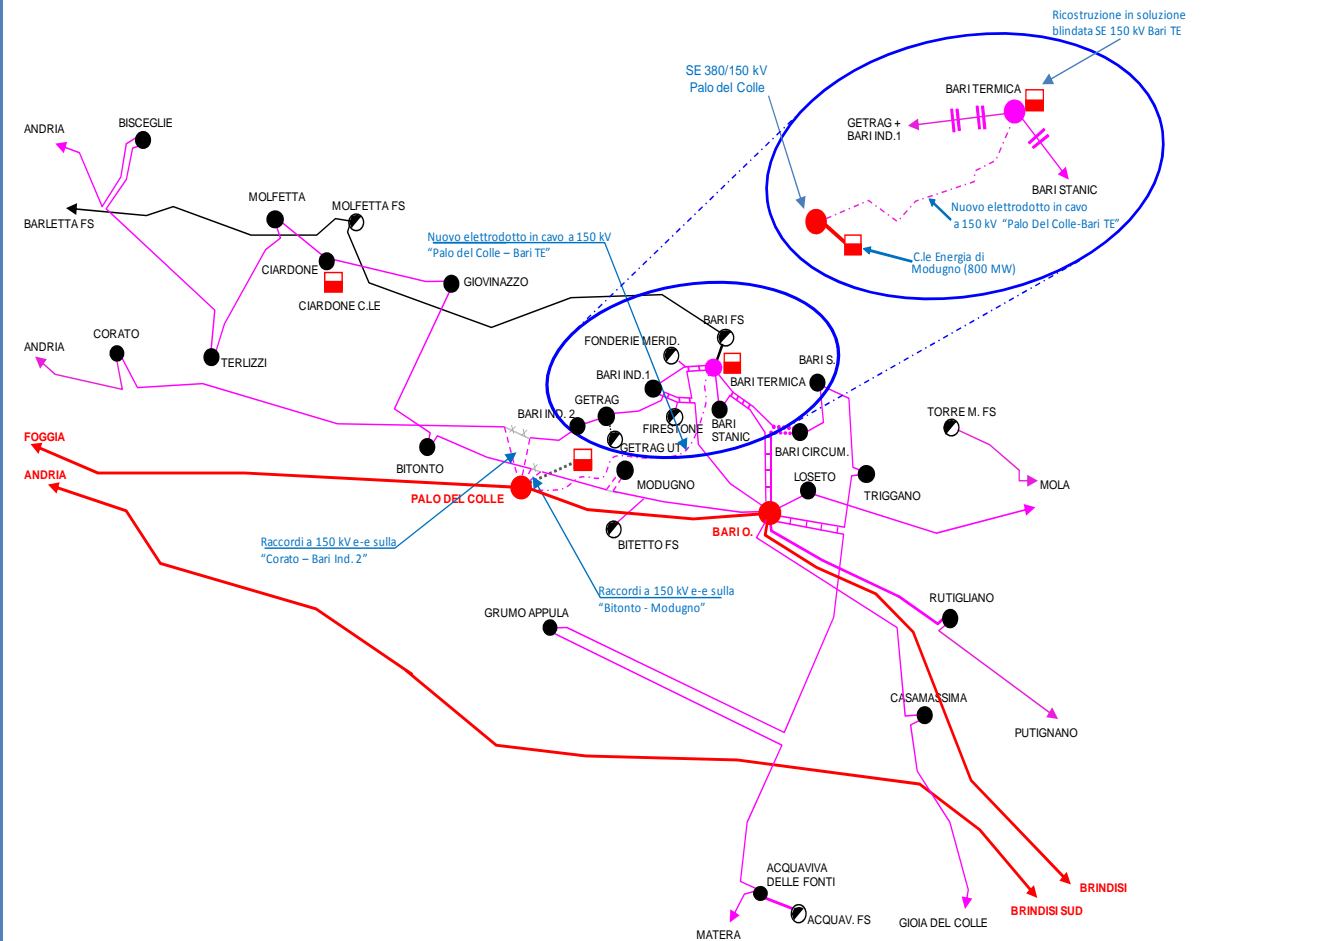 Ricostruzione in soluzione
blindata SE 150 kV Bari TE
SE 380/150 kV
Palo del Colle
BARI TERMICA
GETRAG +
BARI IND.1
BARI STANIC
Nuovo elettrodotto in cavo
a 150 kV "Palo Del Colle-Bari TE"
C.le Energia di
Modugno (800 MW)
ANDRIA
BISCEGLIE
MOLFETTA
MOLFETTA FS
BARLETTA FS
Nuovo elettrodotto in cavo a 150 kV
"Palo del Colle – Bari TE"
CIARDONE
GIOVINAZZO
CIARDONE C.LE
CORATO
ANDRIA
TERLIZZI
BARI FS
FONDERIE MERID.
BARI S.
BARI IND.1
BARI TERMICA
GETRAG
BARI IND. 2
FIRESTONE
BARI
STANIC
TORRE M. FS
FOGGIA
GETRAG UT
BARI CIRCUM.
BITONTO
ANDRIA
MODUGNO
LOSETO
TRIGGANO
MOLA
PALO DEL COLLE
BARI O.
BITETTO FS
Raccordi a 150 kV e-e sulla
"Corato – Bari Ind. 2"
Raccordi a 150 kV e-e sulla
"Bitonto - Modugno"
RUTIGLIANO
GRUMO APPULA
CASAMASSIMA
PUTIGNANO
ACQUAVIVA
DELLE FONTI
BRINDISI
BRINDISI SUD
ACQUAV. FS
GIOIA DEL COLLE
MATERA